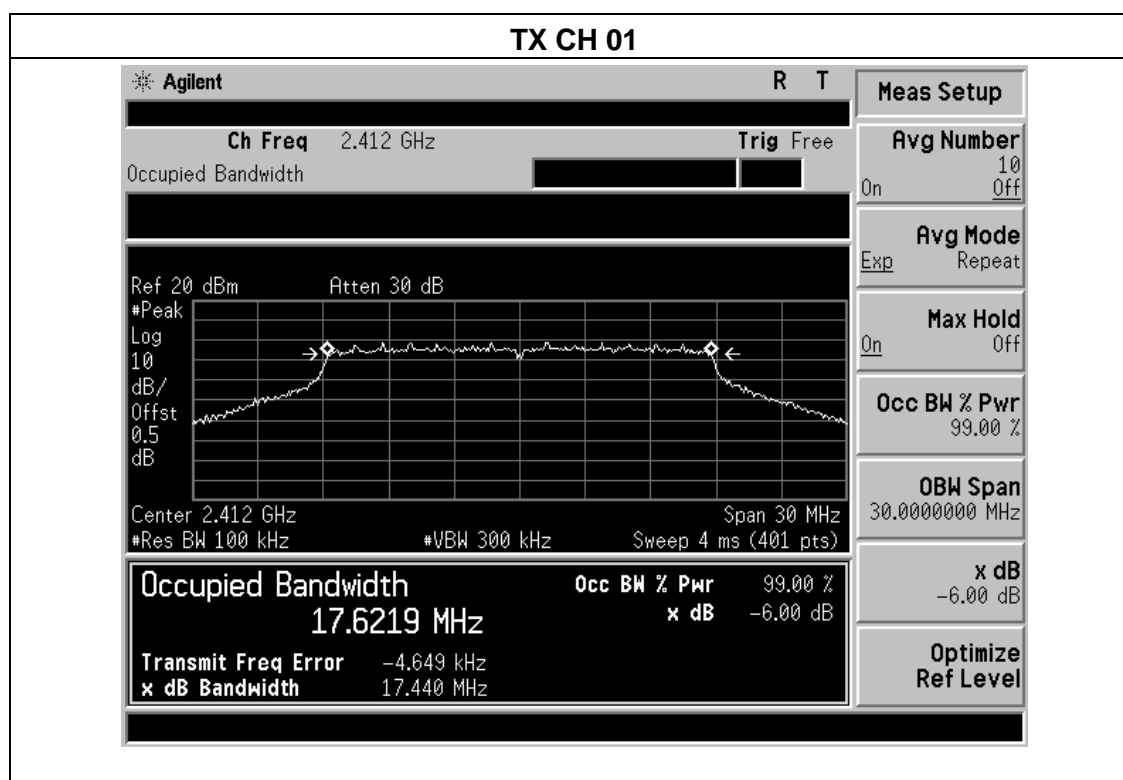 TX CH 01
Agilent R T
Ch Freq 2.412 GHz Trig Free
Occupied Bandwidth
Ref 20 dBm Atten 30 dB
#Peak
Log
10
dB/
Offst
0.5
dB
Center 2.412 GHz Span 30 MHz
#Res BW 100 kHz #VBW 300 kHz Sweep 4 ms (401 pts)
Occupied Bandwidth Occ BW % Pwr 99.00 %
17.6219 MHz x dB -6.00 dB
Transmit Freq Error -4.649 kHz
x dB Bandwidth 17.440 MHz
Meas Setup
Avg Number
10
On Off
Avg Mode
Exp Repeat
Max Hold
On Off
Occ BW % Pwr
99.00 %
OBW Span
30.0000000 MHz
x dB
-6.00 dB
Optimize
Ref Level